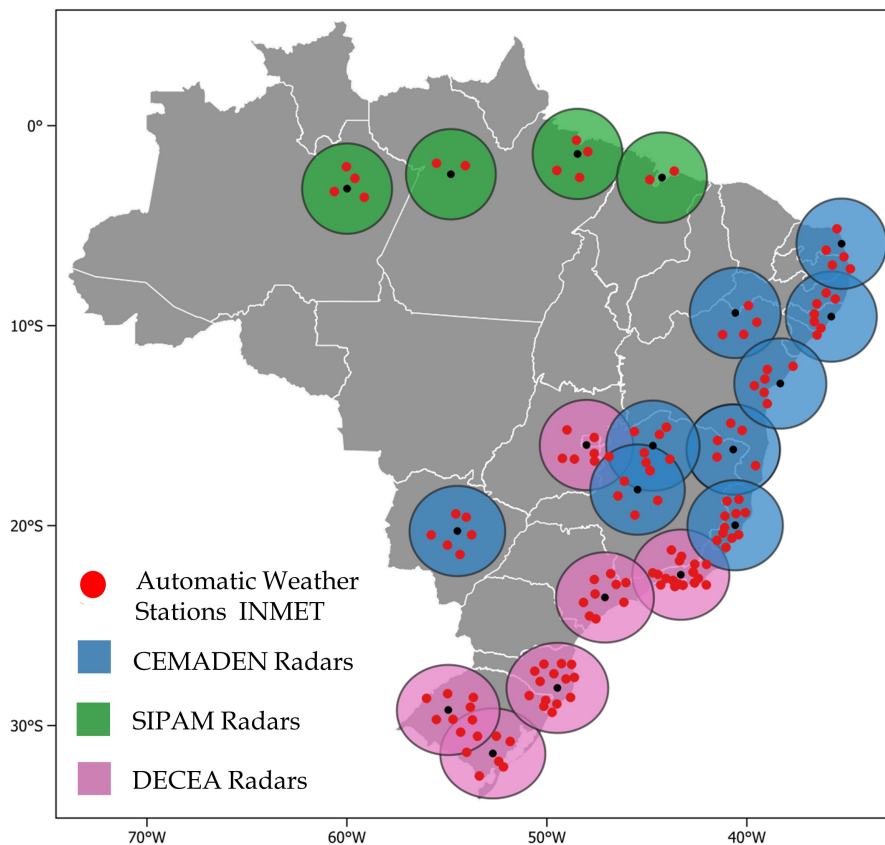 0°
10°S
20°S
30°S
Automatic Weather
Stations INMET
CEMADEN Radars
SIPAM Radars
DECEA Radars
70°W
60°W
50°W
40°W